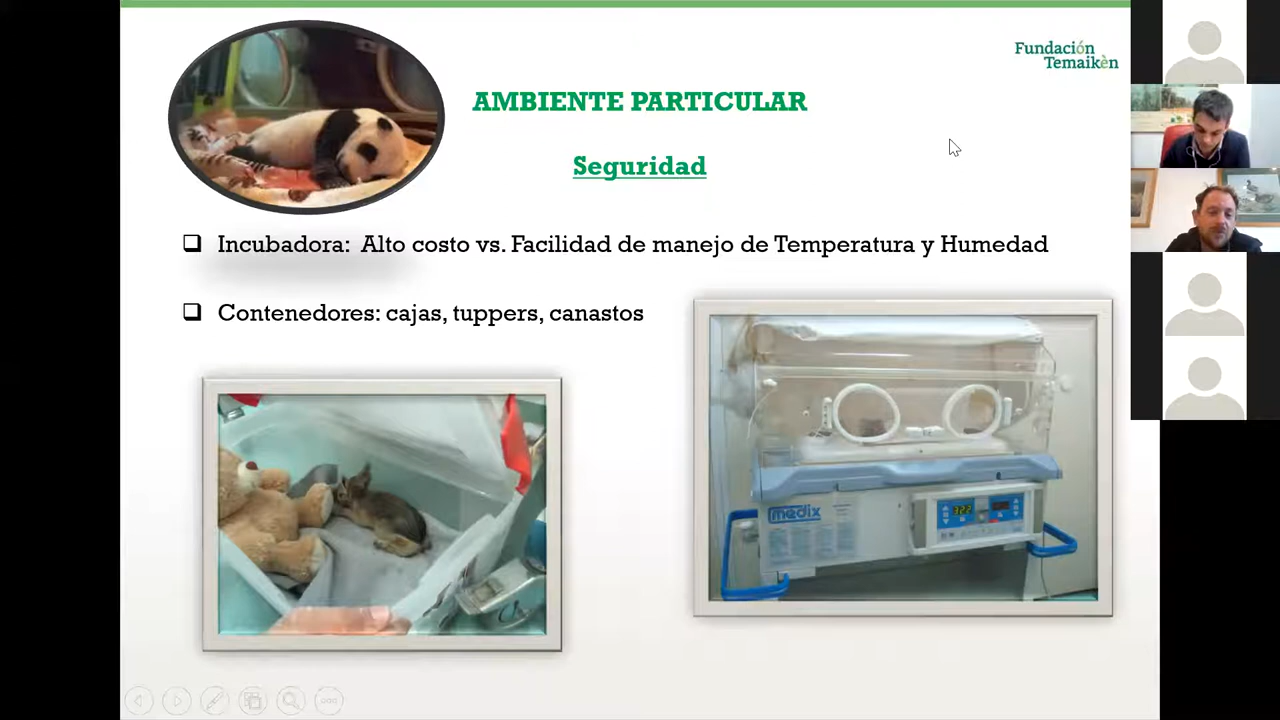 Fundación
Temaikèn
AMBIENTE PARTICULAR
Seguridad
Incubadora: Alto costo vs. Facilidad de manejo de Temperatura y Humedad
Contenedores: cajas, tuppers, canastos
medix
322